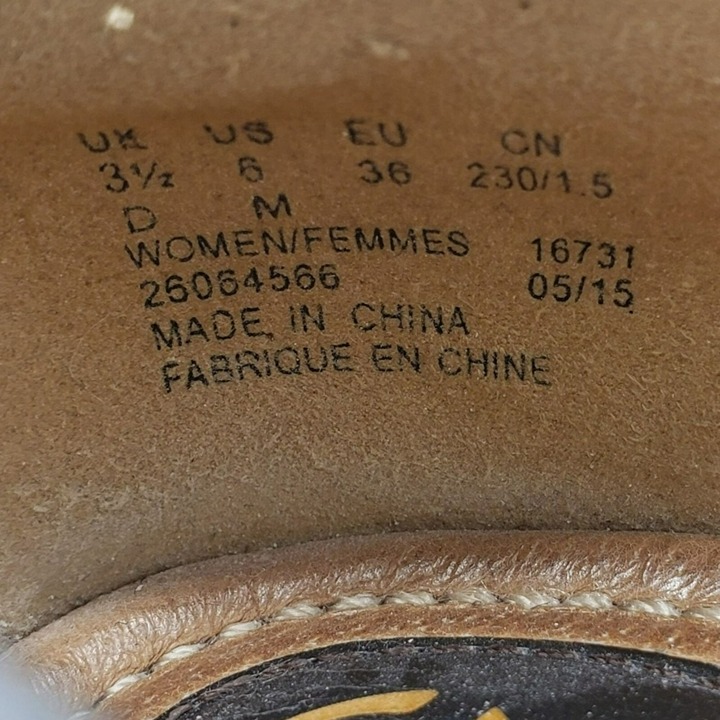 UK US EU CN
3½ 6 36 230/1.5
D M
WOMEN/FEMMES 16731
26064566 05/15
MADE IN CHINA
FABRIQUE EN CHINE